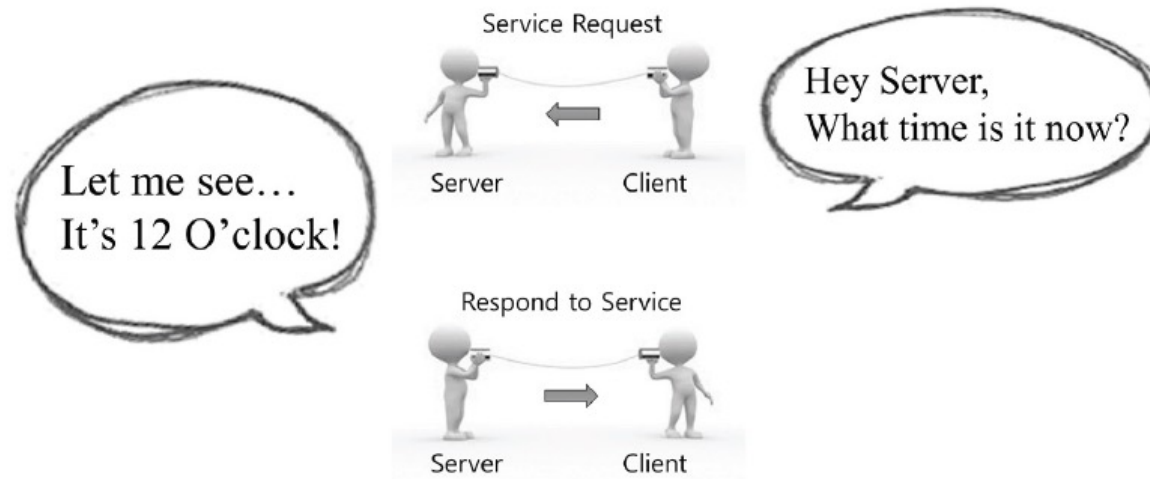 Service Request
Hey Server,
What time is it now?
Server
Client
Let me see…
It’s 12 O’clock!
Respond to Service
Server
Client